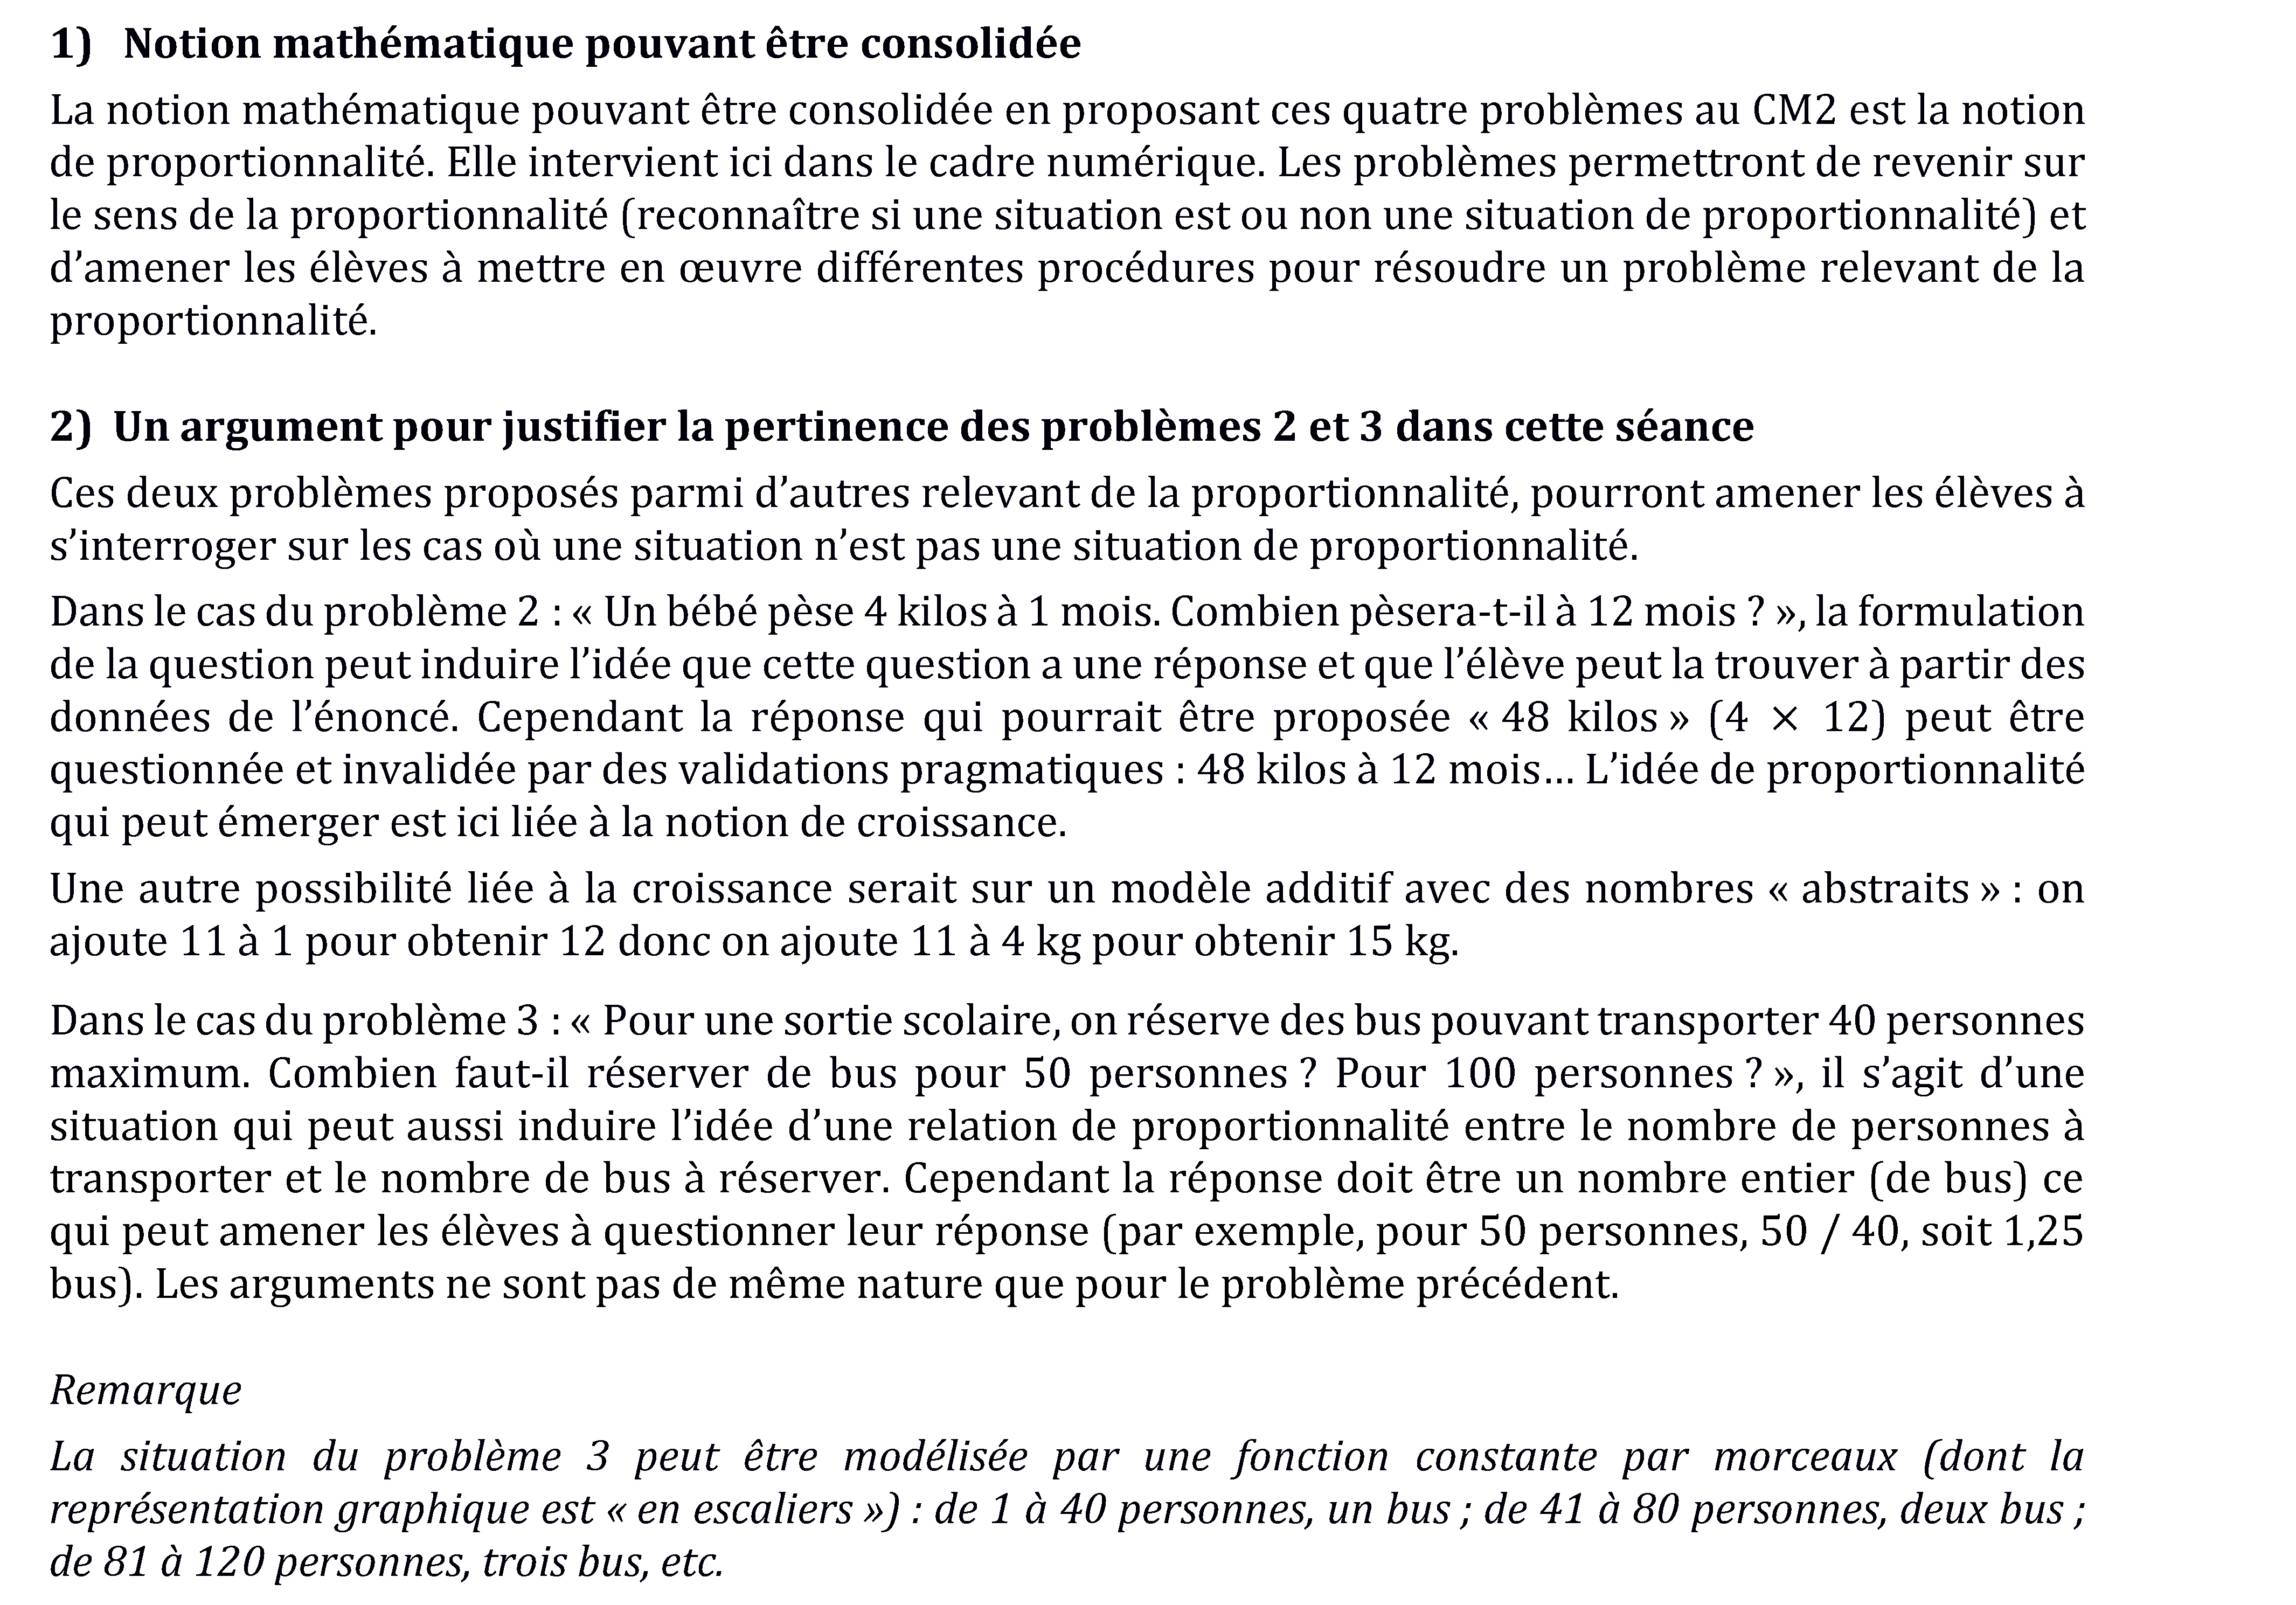 1) Notion mathématique pouvant être consolidée
La notion mathématique pouvant être consolidée en proposant ces quatre problèmes au CM2 est la notion
de proportionnalité. Elle intervient ici dans le cadre numérique. Les problèmes permettront de revenir sur
le sens de la proportionnalité (reconnaître si une situation est ou non une situation de proportionnalité) et
d’amener les élèves à mettre en œuvre différentes procédures pour résoudre un problème relevant de la
proportionnalité.
2) Un argument pour justifier la pertinence des problèmes 2 et 3 dans cette séance
Ces deux problèmes proposés parmi d’autres relevant de la proportionnalité, pourront amener les élèves à
s’interroger sur les cas où une situation n’est pas une situation de proportionnalité.
Dans le cas du problème 2 : « Un bébé pèse 4 kilos à 1 mois. Combien pèsera-t-il à 12 mois ? », la formulation
de la question peut induire l’idée que cette question a une réponse et que l’élève peut la trouver à partir des
données de l’énoncé. Cependant la réponse qui pourrait être proposée « 48 kilos » (4 × 12) peut être
questionnée et invalidée par des validations pragmatiques : 48 kilos à 12 mois… L’idée de proportionnalité
qui peut émerger est ici liée à la notion de croissance.
Une autre possibilité liée à la croissance serait sur un modèle additif avec des nombres « abstraits » : on
ajoute 11 à 1 pour obtenir 12 donc on ajoute 11 à 4 kg pour obtenir 15 kg.
Dans le cas du problème 3 : « Pour une sortie scolaire, on réserve des bus pouvant transporter 40 personnes
maximum. Combien faut-il réserver de bus pour 50 personnes ? Pour 100 personnes ? », il s’agit d’une
situation qui peut aussi induire l’idée d’une relation de proportionnalité entre le nombre de personnes à
transporter et le nombre de bus à réserver. Cependant la réponse doit être un nombre entier (de bus) ce
qui peut amener les élèves à questionner leur réponse (par exemple, pour 50 personnes, 50 / 40, soit 1,25
bus). Les arguments ne sont pas de même nature que pour le problème précédent.
Remarque
La situation du problème 3 peut être modélisée par une fonction constante par morceaux (dont la
représentation graphique est « en escaliers ») : de 1 à 40 personnes, un bus ; de 41 à 80 personnes, deux bus ;
de 81 à 120 personnes, trois bus, etc.